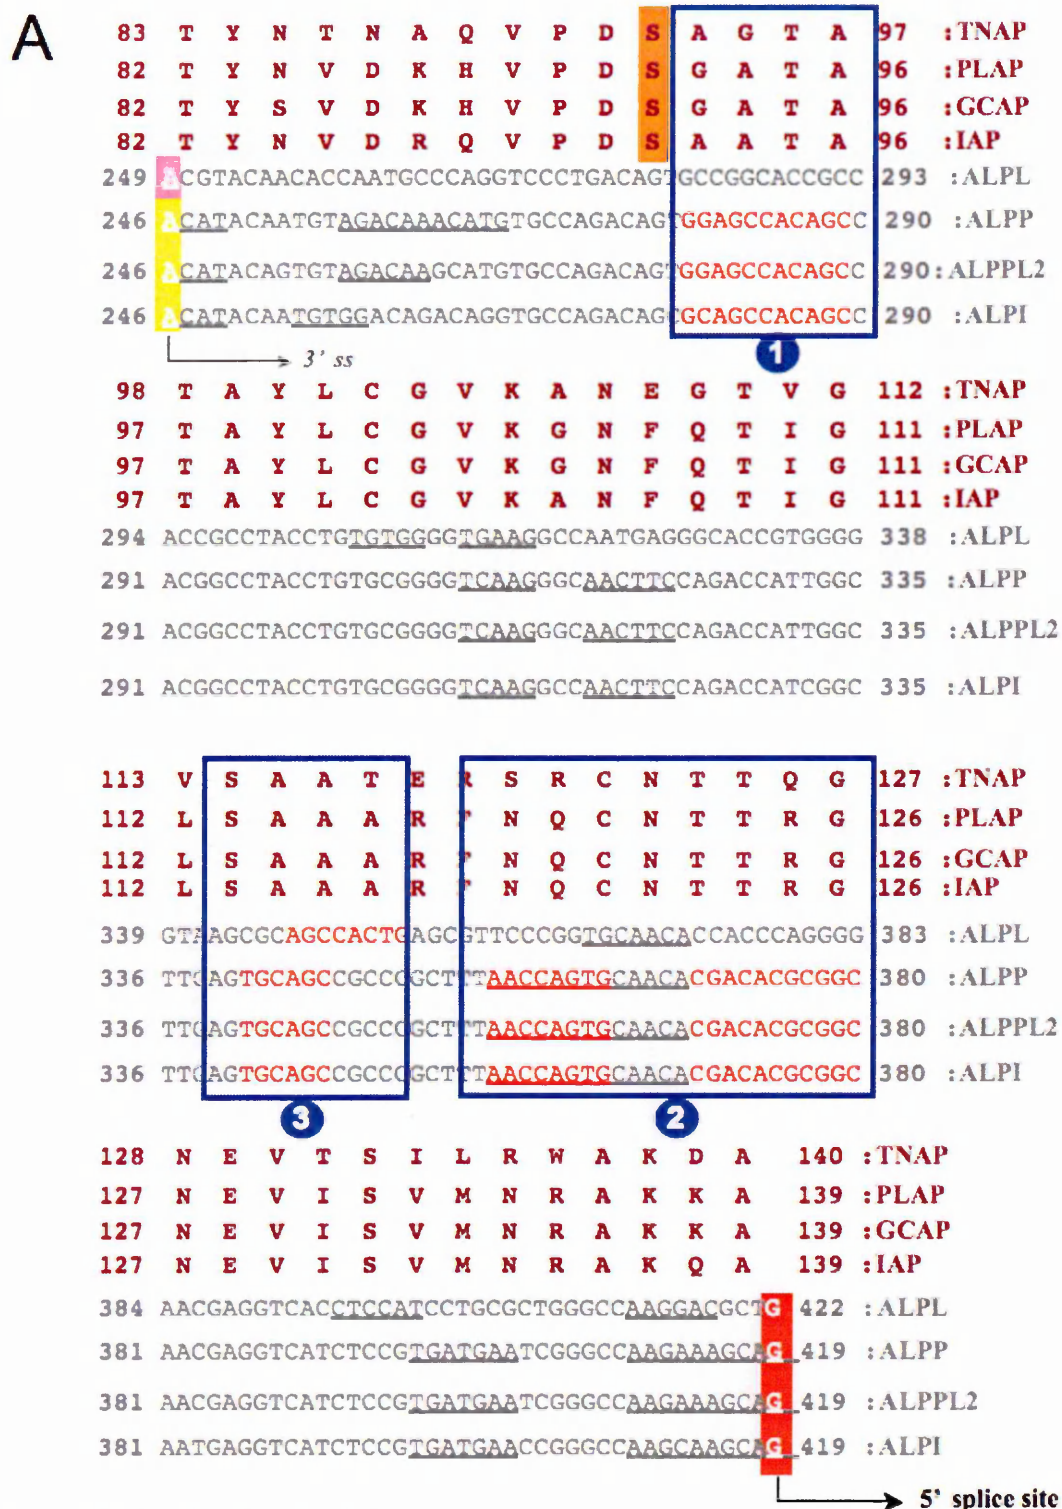 A
83 T Y N T N A Q V P D S A G T A 97 :TNAP
82 T Y N V D K H V P D S G A T A 96 :PLAP
82 T Y S V D K H V P D S G A T A 96 :GCAP
82 T Y N V D R Q V P D S A A T A 96 :IAP
249 ACGTACAACACCAATGCCCAGGTCCCTGACAGTGCCGGCACCGCC 293 :ALPL
246 ACATACAATGTAGACAAACATGTGCCAGACAGTGGAGCCACAGCC 290 :ALPP
246 ACATACAGTGTAGACAAGCATGTGCCAGACAGTGGAGCCACAGCC 290:ALPPL2
246 ACATACAATGTGGACAGACAGGTGCCAGACAGCGCAGCCACAGCC 290 :ALPI
3' ss
1
98 T A Y L C G V K A N E G T V G 112 :TNAP
97 T A Y L C G V K G N F Q T I G 111 :PLAP
97 T A Y L C G V K G N F Q T I G 111 :GCAP
97 T A Y L C G V K A N F Q T I G 111 :IAP
294 ACCGCCTACCTGTGTGGGGTGAAGGCCAATGAGGGCACCGTGGGG 338 :ALPL
291 ACGGCCTACCTGTGCGGGGTCAAGGGCAACTTCCAGACCATTGGC 335 :ALPP
291 ACGGCCTACCTGTGCGGGGTCAAGGGCAACTTCCAGACCATTGGC 335 :ALPPL2
291 ACGGCCTACCTGTGCGGGGTCAAGGCCAACTTCCAGACCATCGGC 335 :ALPI
113 V S A A T E R S R C N T T Q G 127 :TNAP
112 L S A A A R F N Q C N T T R G 126 :PLAP
112 L S A A A R F N Q C N T T R G 126 :GCAP
112 L S A A A R F N Q C N T T R G 126 :IAP
339 GTAAGCGCAGCCACTGAGCGTTCCCGGTGCAACACCACCCAGGGG 383 :ALPL
336 TTGAGTGCAGCCGCCCGCTTTAACCAGTGCAACACGACACGCGGC 380 :ALPP
336 TTGAGTGCAGCCGCCCGCTTTAACCAGTGCAACACGACACGCGGC 380 :ALPPL2
336 TTGAGTGCAGCCGCCCGCTTTAACCAGTGCAACACGACACGCGGC 380 :ALPI
3 2
128 N E V T S I L R W A K D A 140 :TNAP
127 N E V I S V M N R A K K A 139 :PLAP
127 N E V I S V M N R A K K A 139 :GCAP
127 N E V I S V M N R A K Q A 139 :IAP
384 AACGAGGTCACCTCCATCCTGCGCTGGGCCAAGGACGCTG 422 :ALPL
381 AACGAGGTCATCTCCGTGATGAATCGGGCCAAGAAAGCAG 419 :ALPP
381 AACGAGGTCATCTCCGTGATGAATCGGGCCAAGAAAGCAG 419 :ALPPL2
381 AATGAGGTCATCTCCGTGATGAACCGGGCCAAGCAAGCAG 419 :ALPI
5' splice site